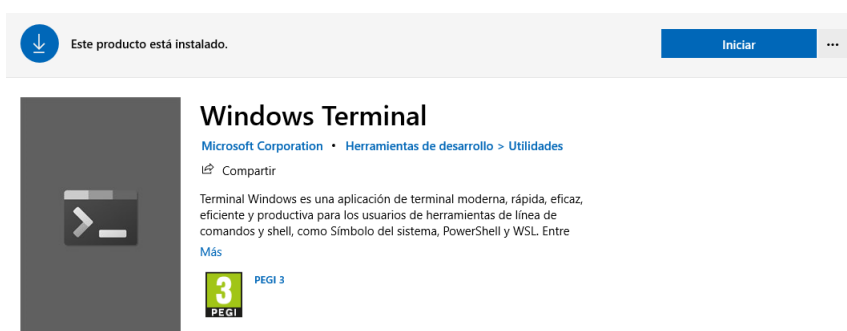 Este producto está instalado.
Iniciar
Windows Terminal
Microsoft Corporation • Herramientas de desarrollo > Utilidades
Compartir
Terminal Windows es una aplicación de terminal moderna, rápida, eficaz,
eficiente y productiva para los usuarios de herramientas de línea de
comandos y shell, como Símbolo del sistema, PowerShell y WSL. Entre
Más
3
PEGI
PEGI 3